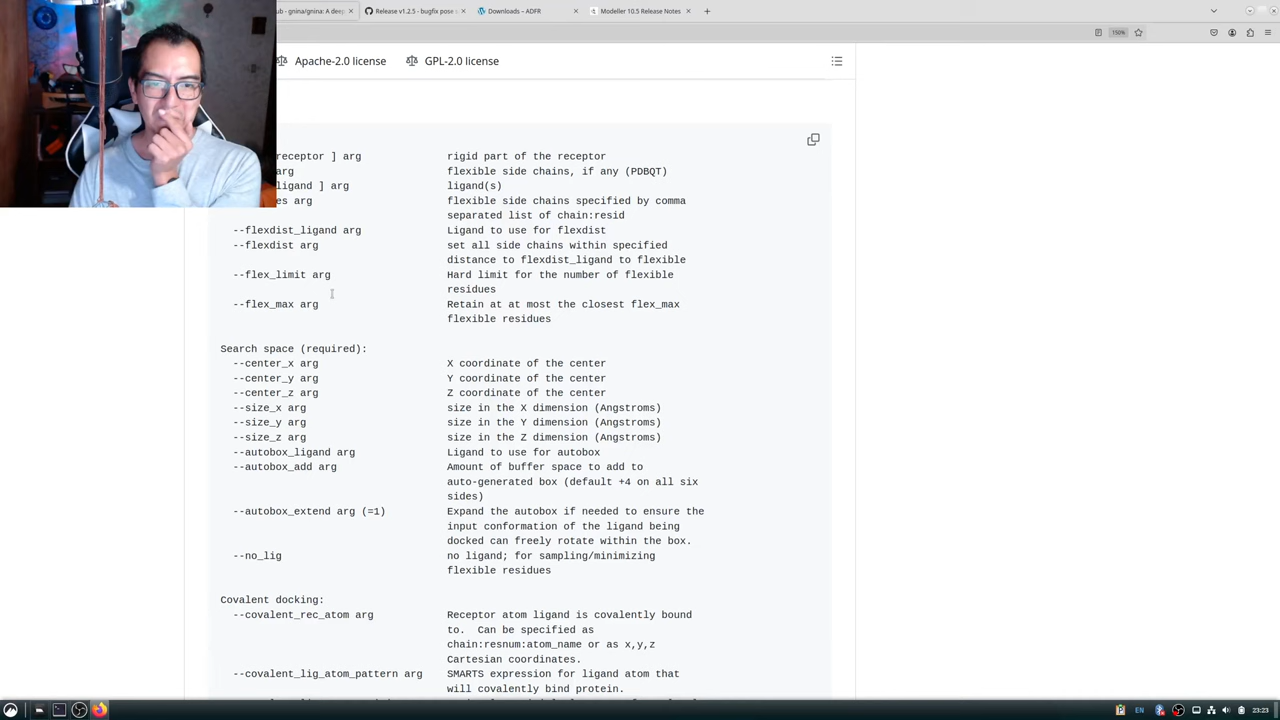 ub - gnina/gnina: A deep
Release v1.2.5 - bugfix pose s
Downloads – ADFR
Modeller 10.5 Release Notes
150%
Apache-2.0 license
GPL-2.0 license
receptor ] arg rigid part of the receptor
arg flexible side chains, if any (PDBQT)
ligand ] arg ligand(s)
es arg flexible side chains specified by comma
separated list of chain:resid
--flexdist_ligand arg Ligand to use for flexdist
--flexdist arg set all side chains within specified
distance to flexdist_ligand to flexible
--flex_limit arg Hard limit for the number of flexible
residues
--flex_max arg Retain at at most the closest flex_max
flexible residues
Search space (required):
--center_x arg X coordinate of the center
--center_y arg Y coordinate of the center
--center_z arg Z coordinate of the center
--size_x arg size in the X dimension (Angstroms)
--size_y arg size in the Y dimension (Angstroms)
--size_z arg size in the Z dimension (Angstroms)
--autobox_ligand arg Ligand to use for autobox
--autobox_add arg Amount of buffer space to add to
auto-generated box (default +4 on all six
sides)
--autobox_extend arg (=1) Expand the autobox if needed to ensure the
input conformation of the ligand being
docked can freely rotate within the box.
--no_lig no ligand; for sampling/minimizing
flexible residues
Covalent docking:
--covalent_rec_atom arg Receptor atom ligand is covalently bound
to. Can be specified as
chain:resnum:atom_name or as x,y,z
Cartesian coordinates.
--covalent_lig_atom_pattern arg SMARTS expression for ligand atom that
will covalently bind protein.
EN
23:23